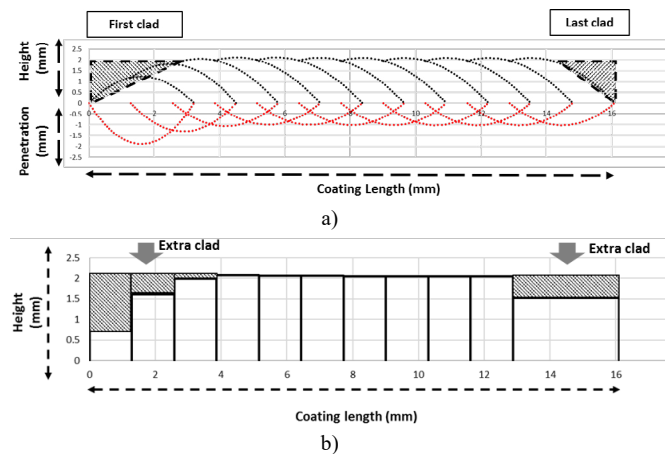 First clad
Last clad
Height
(mm)
2.5
2
1.5
1
0.5
0
0 2 4 6 8 10 12 14 16
Penetration
(mm)
-0.5
-1
-1.5
-2
-2.5
Coating Length (mm)
a)
Extra clad
Extra clad
Height
(mm)
2.5
2
1.5
1
0.5
0
0 2 4 6 8 10 12 14 16
Coating length (mm)
b)